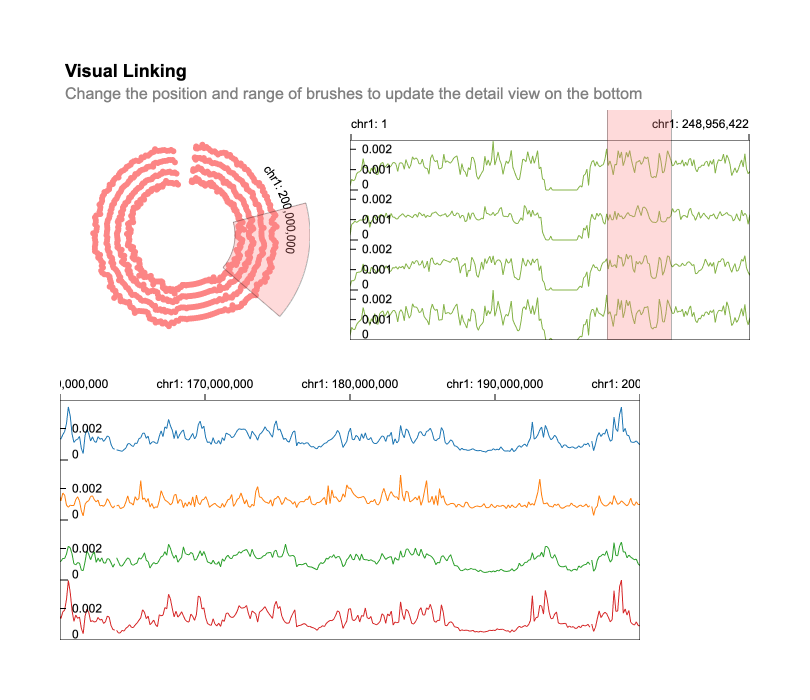 Visual Linking
Change the position and range of brushes to update the detail view on the bottom
chr1: 200,000,000
chr1: 1
chr1: 248,956,422
0.002
0.001
0
0.002
0.001
0
0.002
0.001
0
0.002
0.001
0
0,000,000
chr1: 170,000,000
chr1: 180,000,000
chr1: 190,000,000
chr1: 200
0.002
0
0.002
0
0.002
0
0.002
0